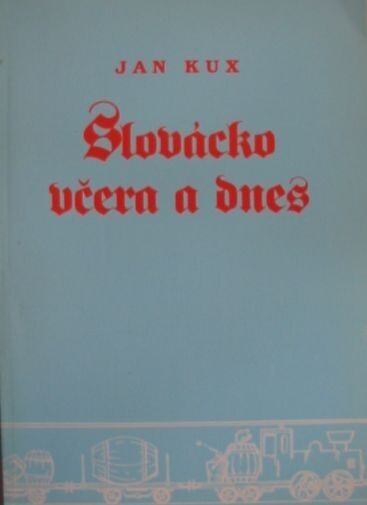 JAN KUX
Slovácko
včera a dnes